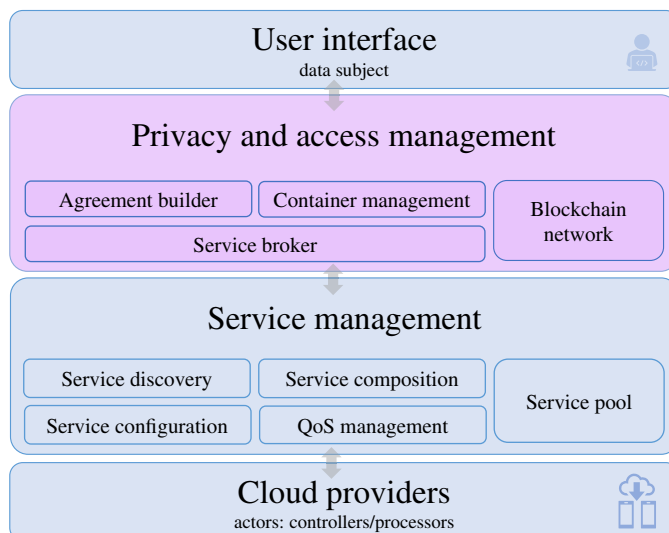 User interface
data subject
Privacy and access management
Agreement builder
Container management
Service broker
Blockchain
network
Service management
Service discovery
Service composition
Service configuration
QoS management
Service pool
Cloud providers
actors: controllers/processors